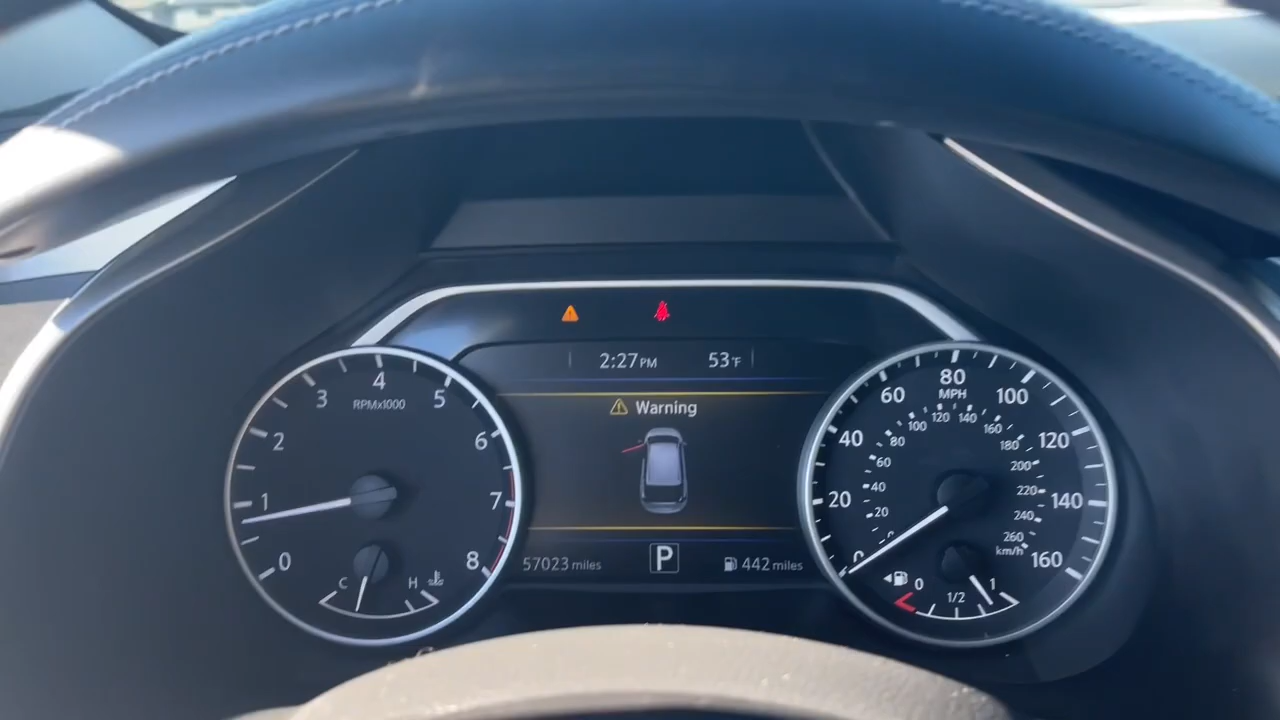 2:27 PM 53°F
Warning
57023 miles P 442 miles
0 1 2 3 4 5 6 7 8
RPMx1000
C H
0 20 40 60 80 100 120 140 160
MPH
0 20 40 60 80 100 120 140 160 180 200 220 240 260
km/h
0 1/2 1